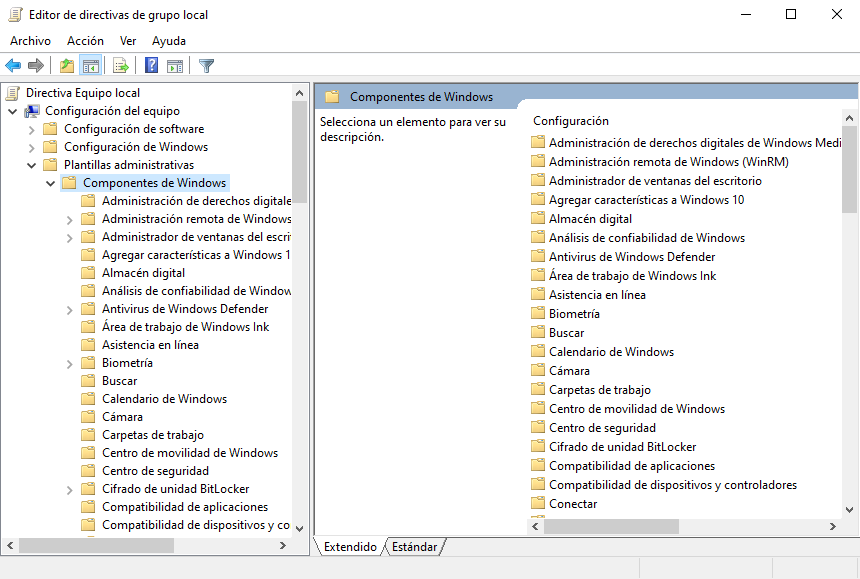 Editor de directivas de grupo local
Archivo Acción Ver Ayuda
Directiva Equipo local
Configuración del equipo
Configuración de software
Configuración de Windows
Plantillas administrativas
Componentes de Windows
Administración de derechos digitale
Administración remota de Windows
Administrador de ventanas del escri
Agregar características a Windows 1
Almacén digital
Análisis de confiabilidad de Window
Antivirus de Windows Defender
Área de trabajo de Windows Ink
Asistencia en línea
Biometría
Buscar
Calendario de Windows
Cámara
Carpetas de trabajo
Centro de movilidad de Windows
Centro de seguridad
Cifrado de unidad BitLocker
Compatibilidad de aplicaciones
Compatibilidad de dispositivos y co
Componentes de Windows
Selecciona un elemento para ver su
descripción.
Configuración
Administración de derechos digitales de Windows Medi
Administración remota de Windows (WinRM)
Administrador de ventanas del escritorio
Agregar características a Windows 10
Almacén digital
Análisis de confiabilidad de Windows
Antivirus de Windows Defender
Área de trabajo de Windows Ink
Asistencia en línea
Biometría
Buscar
Calendario de Windows
Cámara
Carpetas de trabajo
Centro de movilidad de Windows
Centro de seguridad
Cifrado de unidad BitLocker
Compatibilidad de aplicaciones
Compatibilidad de dispositivos y controladores
Conectar
Extendido Estándar